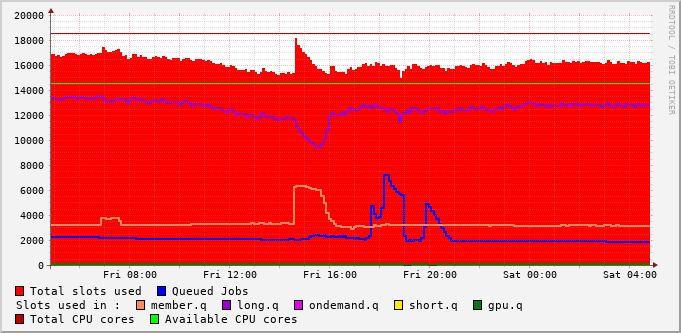 RRDTOOL / TOBI OETIKER
20000
18000
16000
14000
12000
10000
8000
6000
4000
2000
0
Fri 08:00 Fri 12:00 Fri 16:00 Fri 20:00 Sat 00:00 Sat 04:00
Total slots used Queued Jobs
Slots used in : member.q long.q ondemand.q short.q gpu.q
Total CPU cores Available CPU cores